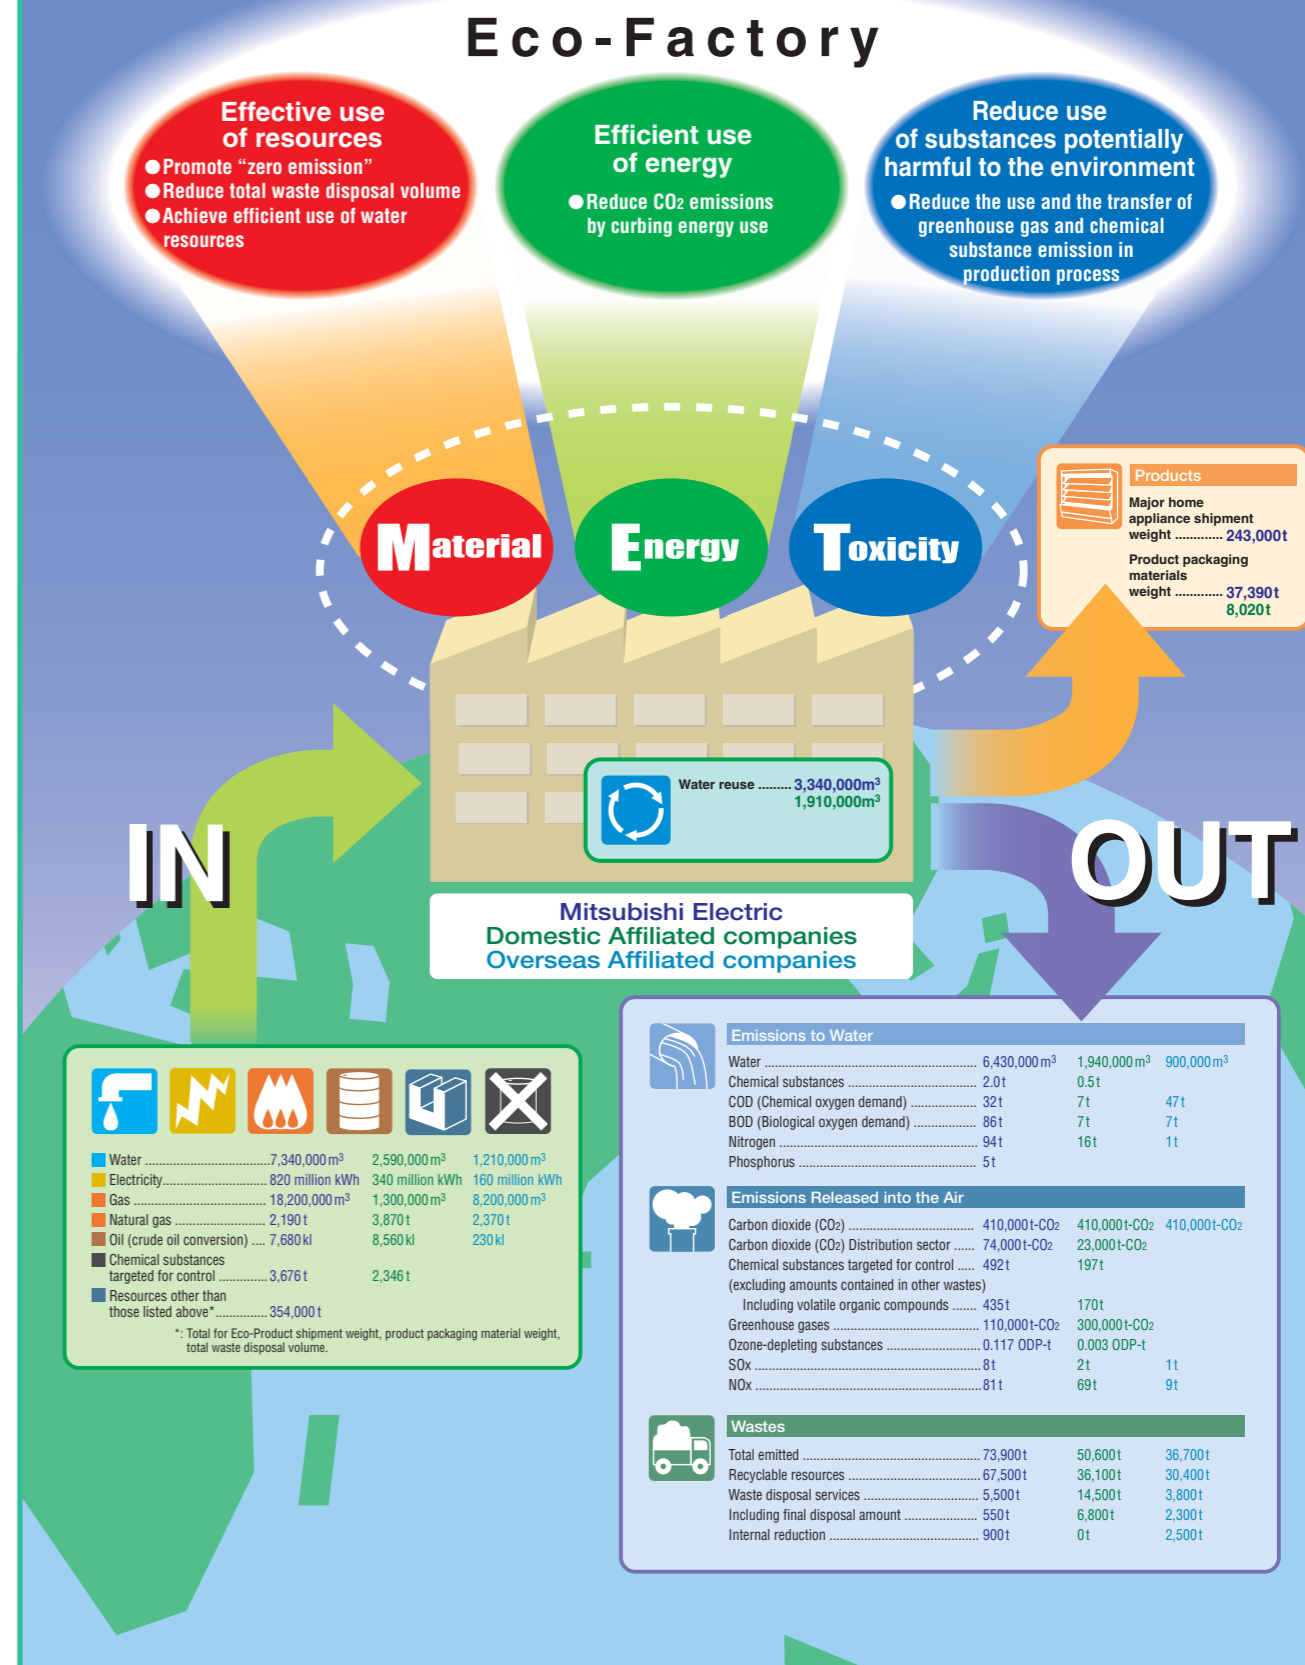 Eco-Factory
Effective use
of resources
●Promote “zero emission”
●Reduce total waste disposal volume
●Achieve efficient use of water
resources
Efficient use
of energy
●Reduce CO2 emissions
by curbing energy use
Reduce use
of substances potentially
harmful to the environment
●Reduce the use and the transfer of
greenhouse gas and chemical
substance emission in
production process
Material
Energy
Toxicity
Products
Major home
appliance shipment
weight ............. 243,000t
Product packaging
materials
weight ............. 37,390t
8,020t
Water reuse ......... 3,340,000m³
1,910,000m³
IN
OUT
Mitsubishi Electric
Domestic Affiliated companies
Overseas Affiliated companies
Water ....................................7,340,000m³ 2,590,000m³ 1,210,000m³
Electricity.............................. 820 million kWh 340 million kWh 160 million kWh
Gas ...................................... 18,200,000m³ 1,300,000m³ 8,200,000m³
Natural gas .......................... 2,190t 3,870t 2,370t
Oil (crude oil conversion) .... 7,680kl 8,560kl 230kl
Chemical substances
targeted for control .............. 3,676t 2,346t
Resources other than
those listed above*............... 354,000t
*: Total for Eco-Product shipment weight, product packaging material weight,
total waste disposal volume.
Emissions to Water
Water ............................................................. 6,430,000m³ 1,940,000m³ 900,000m³
Chemical substances ..................................... 2.0t 0.5t
COD (Chemical oxygen demand) ................... 32t 7t 47t
BOD (Biological oxygen demand) .................. 86t 7t 7t
Nitrogen ......................................................... 94t 16t 1t
Phosphorus ................................................... 5t
Emissions Released into the Air
Carbon dioxide (CO2) .................................... 410,000t-CO2 410,000t-CO2 410,000t-CO2
Carbon dioxide (CO2) Distribution sector ...... 74,000t-CO2 23,000t-CO2
Chemical substances targeted for control ..... 492t 197t
(excluding amounts contained in other wastes)
Including volatile organic compounds ....... 435t 170t
Greenhouse gases .......................................... 110,000t-CO2 300,000t-CO2
Ozone-depleting substances ........................... 0.117 ODP-t 0.003 ODP-t
SOx .................................................................8t 2t 1t
NOx .................................................................81t 69t 9t
Wastes
Total emitted ................................................... 73,900t 50,600t 36,700t
Recyclable resources ...................................... 67,500t 36,100t 30,400t
Waste disposal services ................................. 5,500t 14,500t 3,800t
Including final disposal amount ..................... 550t 6,800t 2,300t
Internal reduction ........................................... 900t 0t 2,500t